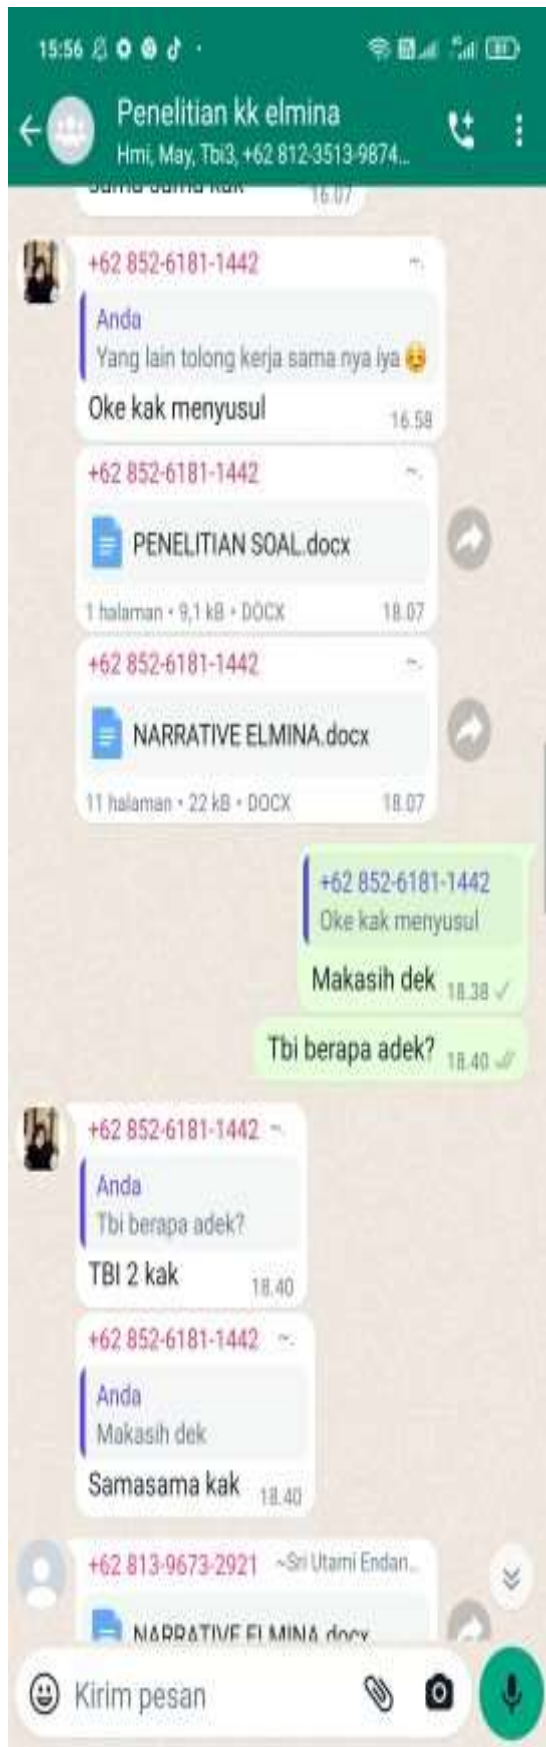 15:56
Penelitian kk elmina
Hmi, May, Tbi3, +62 812-3513-9874...
sama sama kak 16.07
+62 852-6181-1442 ~.
Anda
Yang lain tolong kerja sama nya iya ☺️
Oke kak menyusul 16.58
+62 852-6181-1442 ~.
PENELITIAN SOAL.docx
1 halaman • 9,1 kB • DOCX 18.07
+62 852-6181-1442 ~.
NARRATIVE ELMINA.docx
11 halaman • 22 kB • DOCX 18.07
+62 852-6181-1442
Oke kak menyusul
Makasih dek 18.38
Tbi berapa adek? 18.40
+62 852-6181-1442 ~.
Anda
Tbi berapa adek?
TBI 2 kak 18.40
+62 852-6181-1442 ~.
Anda
Makasih dek
Samasama kak 18.40
+62 813-9673-2921 ~Sri Utami Endan...
NARRATIVE ELMINA.docx
Kirim pesan